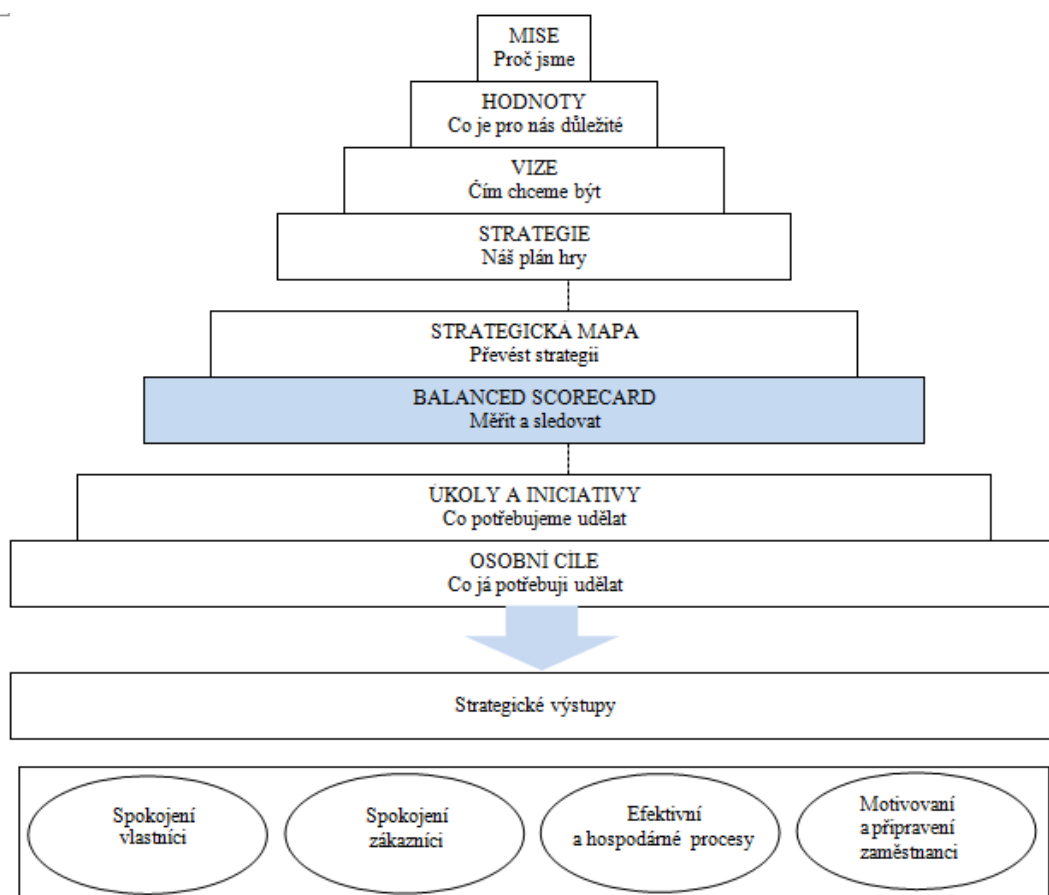 MISE
Proč jsme
HODNOTY
Co je pro nás důležité
VIZE
Čím chceme být
STRATEGIE
Náš plán hry
STRATEGICKÁ MAPA
Převést strategii
BALANCED SCORECARD
Měřit a sledovat
ÚKOLY A INICIATIVY
Co potřebujeme udělat
OSOBNÍ CÍLE
Co já potřebuji udělat
Strategické výstupy
Spokojení
vlastníci
Spokojení
zákazníci
Efektivní
a hospodárné procesy
Motivovaní
a připravení
zaměstnanci